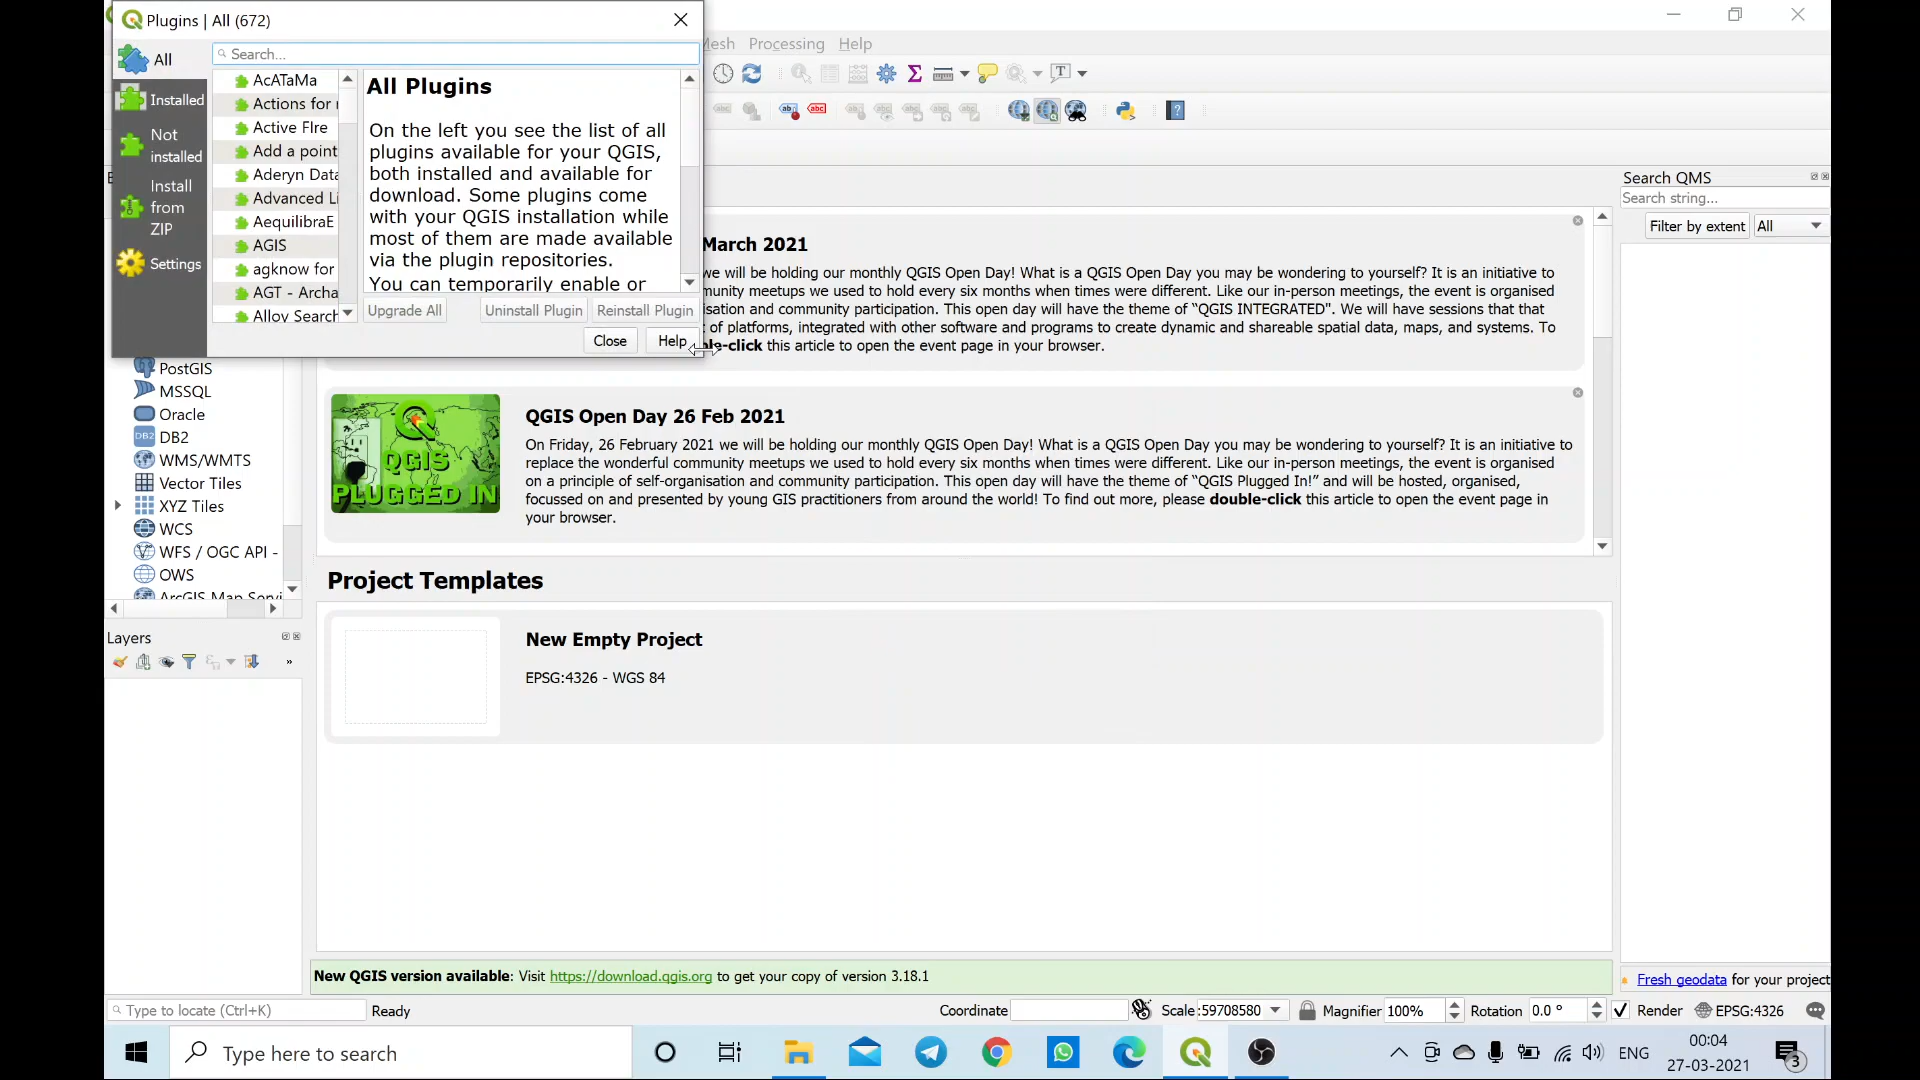 Plugins | All (672)
Mesh Processing Help
All
Search...
Installed
Not
installed
Install
from
ZIP
Settings
AcATaMa
Actions for
Active FIre
Add a point
Aderyn Data
Advanced Li
AequilibraE
AGIS
agknow for
AGT - Archa
Alloy Search
All Plugins
On the left you see the list of all
plugins available for your QGIS,
both installed and available for
download. Some plugins come
with your QGIS installation while
most of them are made available
via the plugin repositories.
You can temporarily enable or
Upgrade All Uninstall Plugin Reinstall Plugin
Close Help
March 2021
we will be holding our monthly QGIS Open Day! What is a QGIS Open Day you may be wondering to yourself? It is an initiative to
munity meetups we used to hold every six months when times were different. Like our in-person meetings, the event is organised
isation and community participation. This open day will have the theme of “QGIS INTEGRATED". We will have sessions that that
t of platforms, integrated with other software and programs to create dynamic and shareable spatial data, maps, and systems. To
ble-click this article to open the event page in your browser.
QGIS
PLUGGED IN
QGIS Open Day 26 Feb 2021
On Friday, 26 February 2021 we will be holding our monthly QGIS Open Day! What is a QGIS Open Day you may be wondering to yourself? It is an initiative to
replace the wonderful community meetups we used to hold every six months when times were different. Like our in-person meetings, the event is organised
on a principle of self-organisation and community participation. This open day will have the theme of “QGIS Plugged In!” and will be hosted, organised,
focussed on and presented by young GIS practitioners from around the world! To find out more, please double-click this article to open the event page in
your browser.
Project Templates
New Empty Project
EPSG:4326 - WGS 84
PostGIS
MSSQL
Oracle
DB2
WMS/WMTS
Vector Tiles
XYZ Tiles
WCS
WFS / OGC API -
OWS
ArcGIS Map Servi
Layers
Search QMS
Search string...
Filter by extent All
New QGIS version available: Visit https://download.qgis.org to get your copy of version 3.18.1
Fresh geodata for your project
Type to locate (Ctrl+K) Ready Coordinate Scale :59708580 Magnifier 100% Rotation 0.0 ° Render EPSG:4326
Type here to search
ENG
00:04
27-03-2021
3